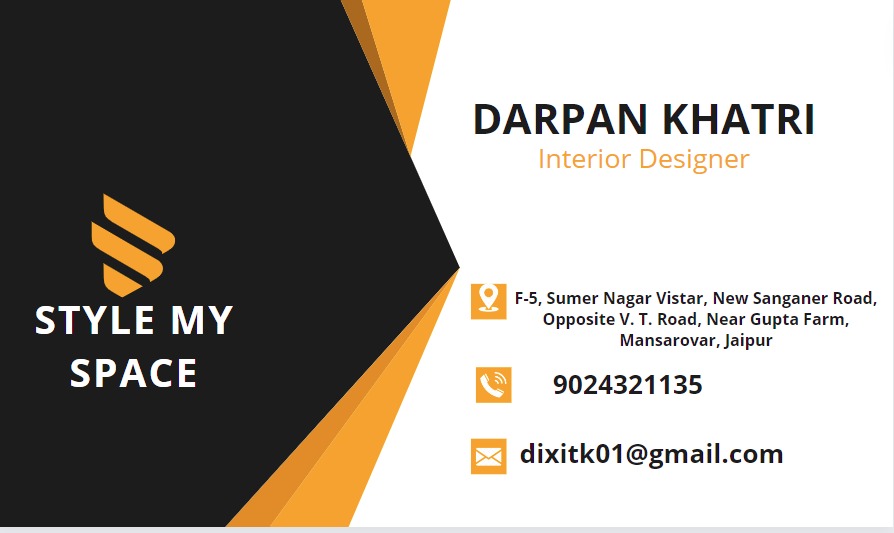 STYLE MY
SPACE
DARPAN KHATRI
Interior Designer
F-5, Sumer Nagar Vistar, New Sanganer Road,
Opposite V. T. Road, Near Gupta Farm,
Mansarovar, Jaipur
9024321135
dixitk01@gmail.com